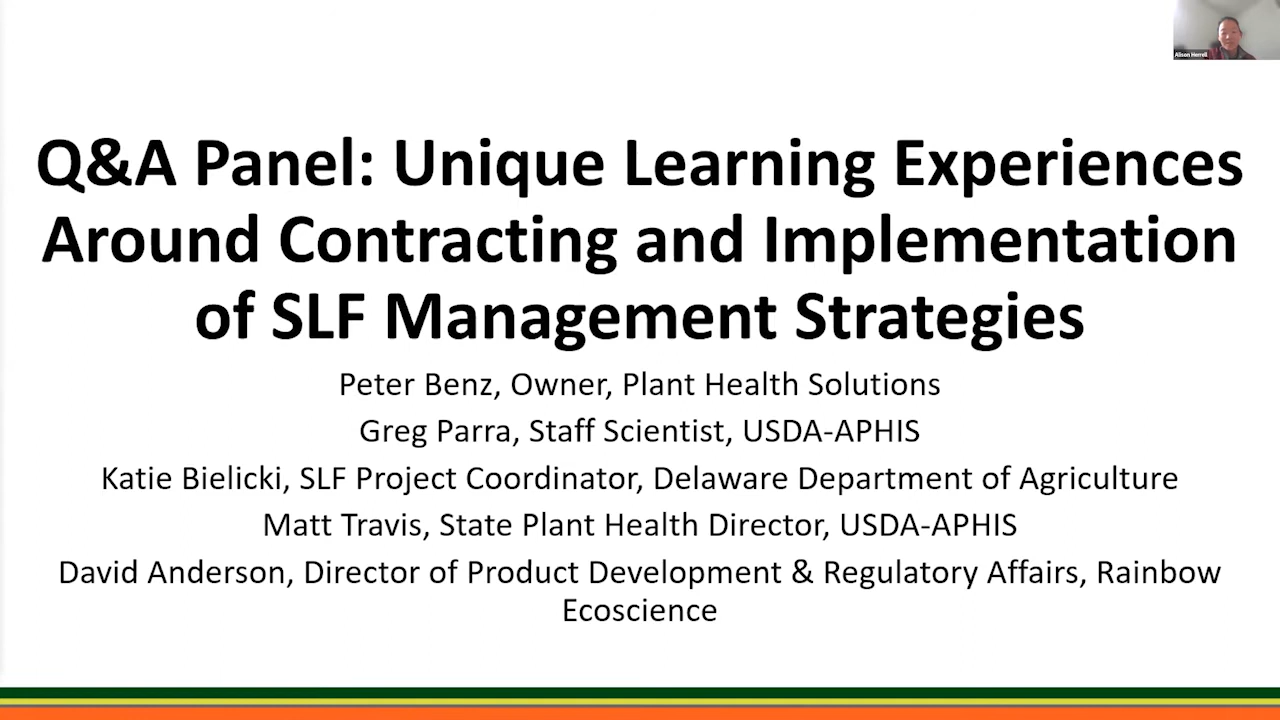 Alison Herrell
Q&A Panel: Unique Learning Experiences
Around Contracting and Implementation
of SLF Management Strategies
Peter Benz, Owner, Plant Health Solutions
Greg Parra, Staff Scientist, USDA-APHIS
Katie Bielicki, SLF Project Coordinator, Delaware Department of Agriculture
Matt Travis, State Plant Health Director, USDA-APHIS
David Anderson, Director of Product Development & Regulatory Affairs, Rainbow
Ecoscience